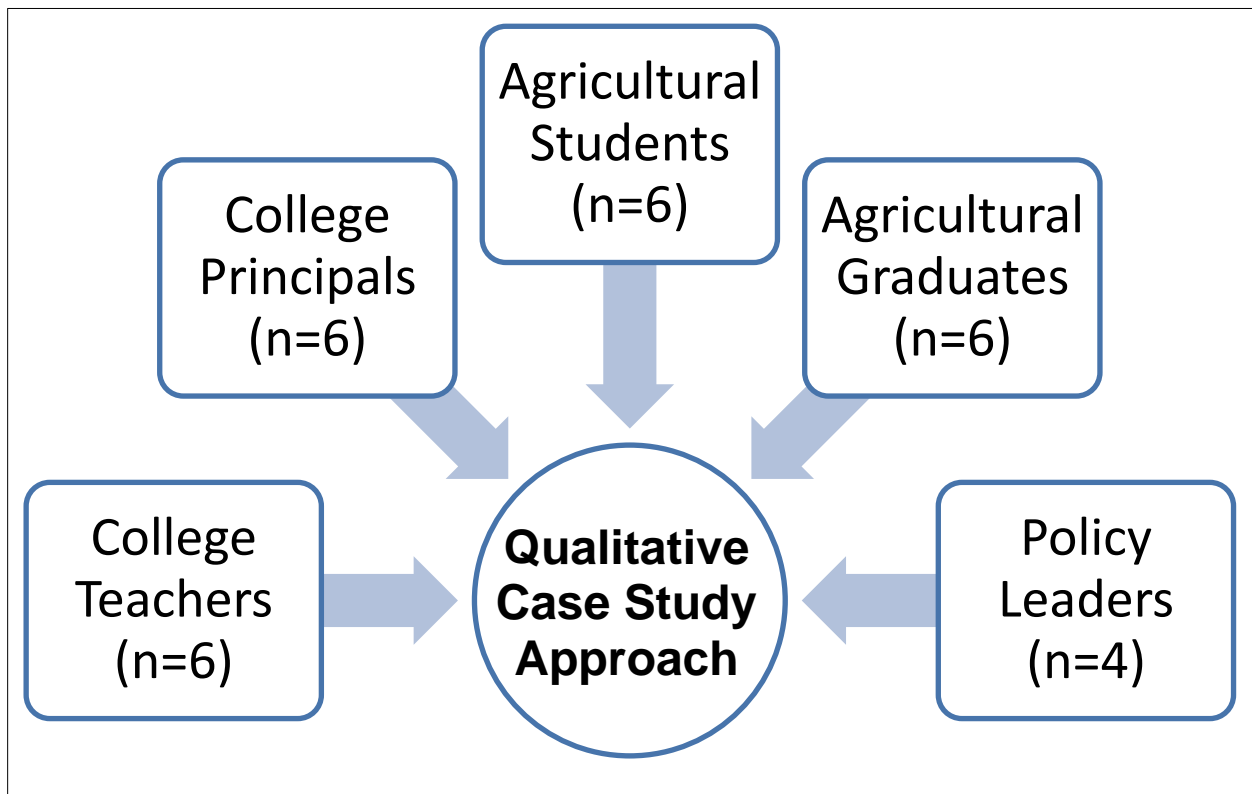 Agricultural
Students
(n=6)
College
Principals
(n=6)
Agricultural
Graduates
(n=6)
College
Teachers
(n=6)
Qualitative
Case Study
Approach
Policy
Leaders
(n=4)